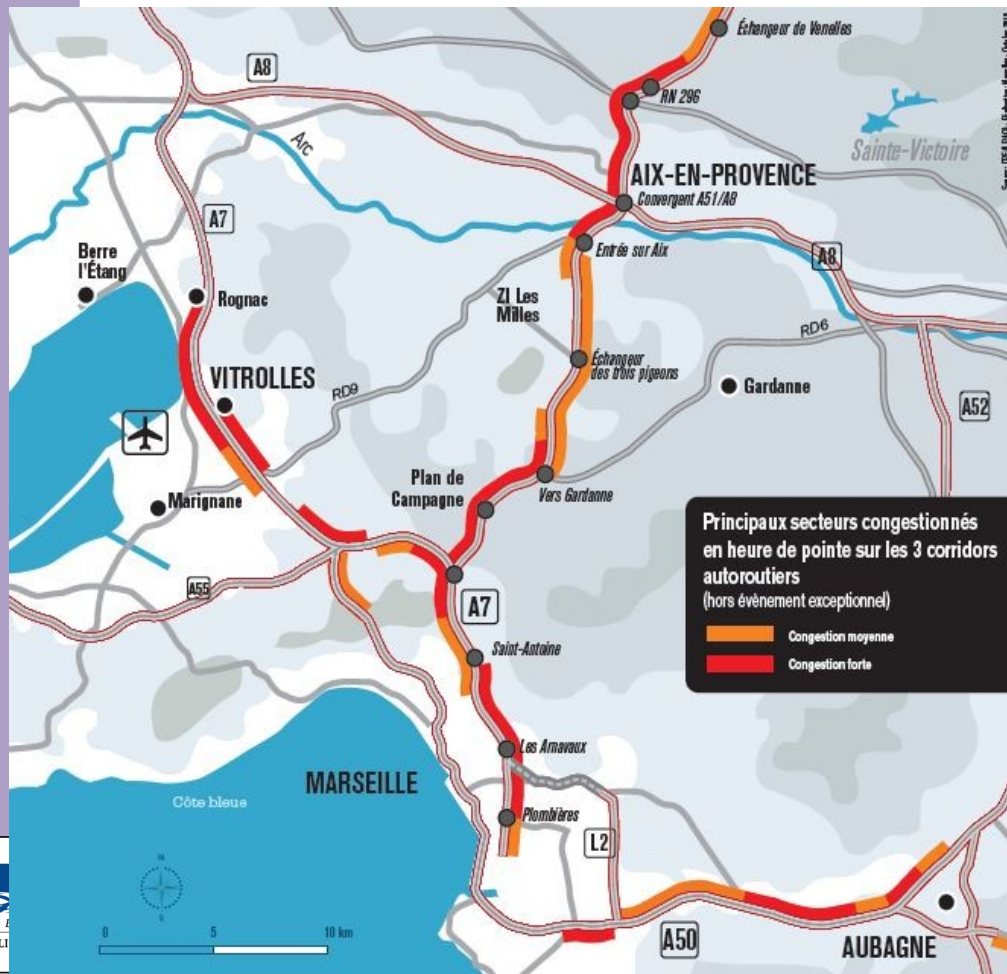 Échangeur de Venelles
A8
RN 296
Arc
Sainte-Victoire
AIX-EN-PROVENCE
Convergent A51/A8
A7
Entrée sur Aix
A8
Berre
l'Étang
Rognac
ZI Les
Milles
RD6
Échangeur
des trois pigeons
VITROLLES
RD9
Gardanne
A52
Plan de
Campagne
Vers Gardanne
Marignane
Principaux secteurs congestionnés
en heure de pointe sur les 3 corridors
autoroutiers
(hors évènement exceptionnel)
Congestion moyenne
Congestion forte
A55
A7
Saint-Antoine
Les Arnavaux
MARSEILLE
Côte bleue
Plombières
L2
N
S
0 5 10 km
A50
AUBAGNE